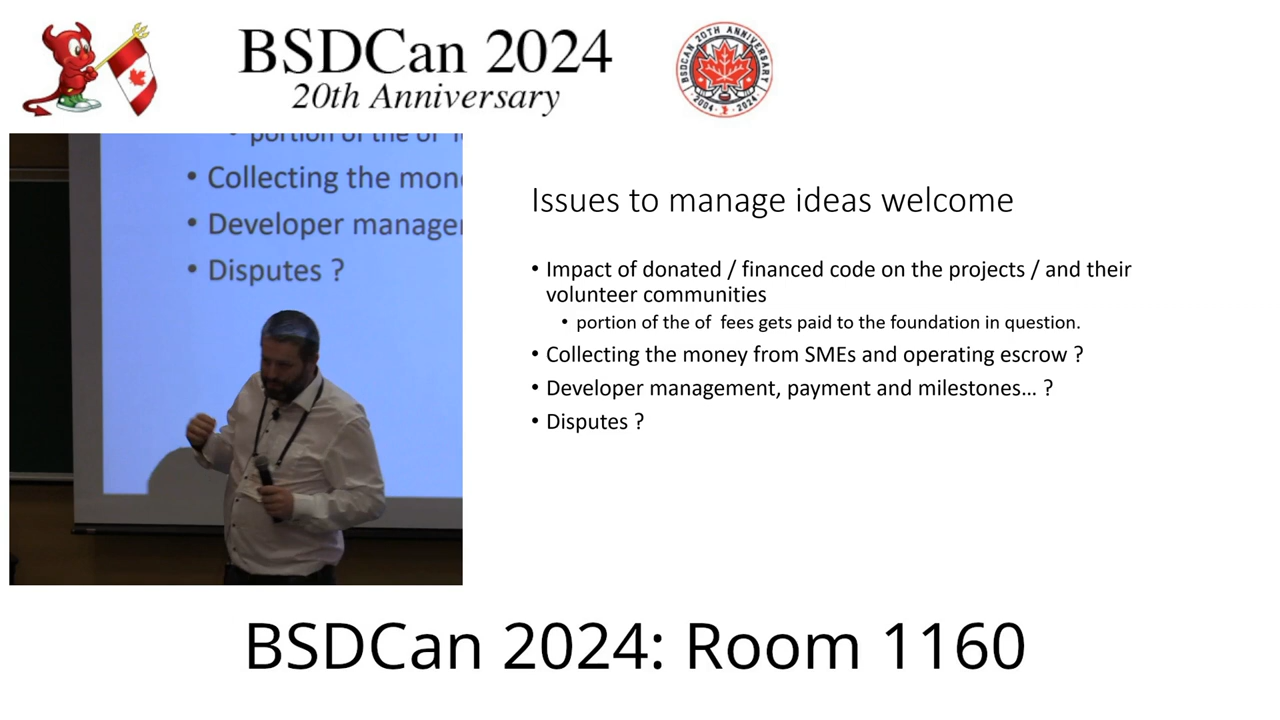 BSDCan 2024
20th Anniversary
BSDCAN 20TH ANNIVERSARY
2004 2024
portion of the of
Collecting the mon
• Developer manager
• Disputes ?
Issues to manage ideas welcome
• Impact of donated / financed code on the projects / and their
volunteer communities
• portion of the of fees gets paid to the foundation in question.
• Collecting the money from SMEs and operating escrow ?
• Developer management, payment and milestones... ?
• Disputes ?
BSDCan 2024: Room 1160